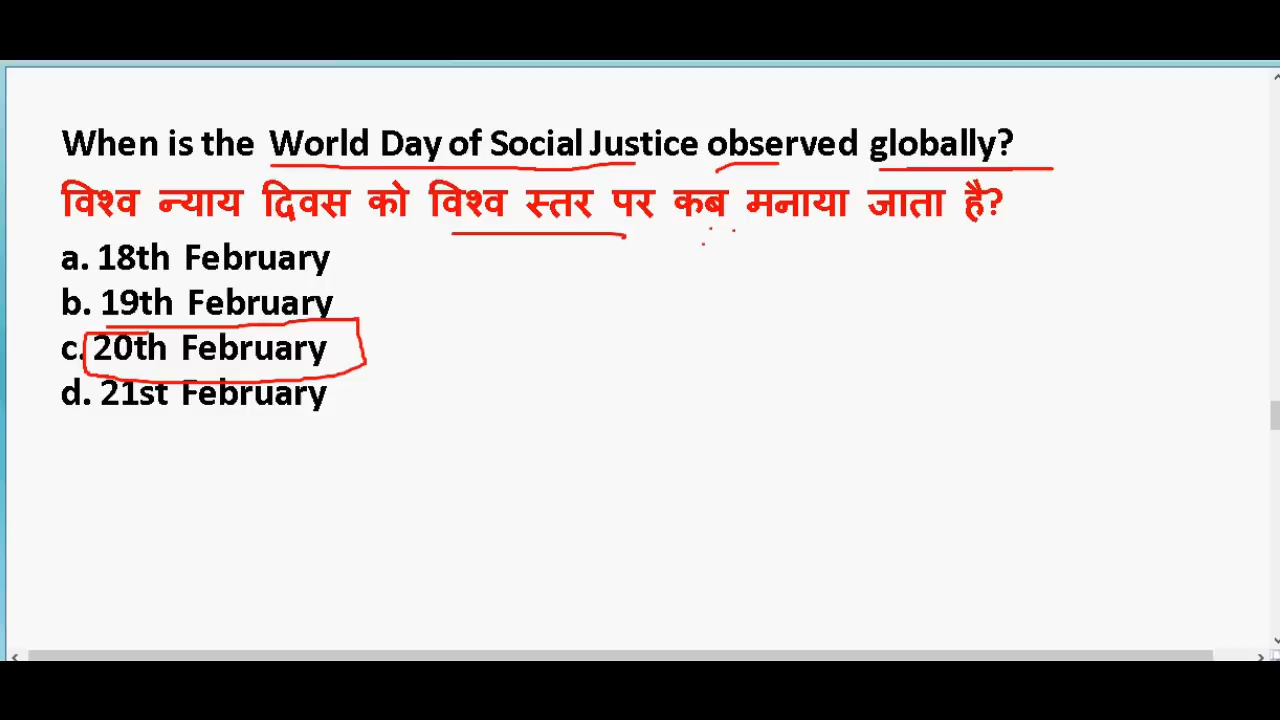 When is the World Day of Social Justice observed globally?
विश्व न्याय दिवस को विश्व स्तर पर कब मनाया जाता है?
a. 18th February
b. 19th February
c. 20th February
d. 21st February